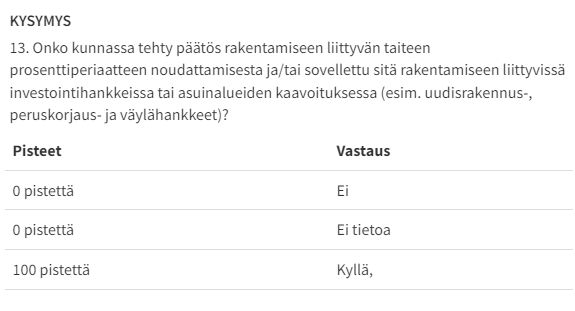 KYSYMYS
13. Onko kunnassa tehty päätös rakentamiseen liittyvän taiteen
prosenttiperiaatteen noudattamisesta ja/tai sovellettu sitä rakentamiseen liittyvissä
investointihankkeissa tai asuinalueiden kaavoituksessa (esim. uudisrakennus-,
peruskorjaus- ja väylähankkeet)?
Pisteet Vastaus
0 pistettä Ei
0 pistettä Ei tietoa
100 pistettä Kyllä,